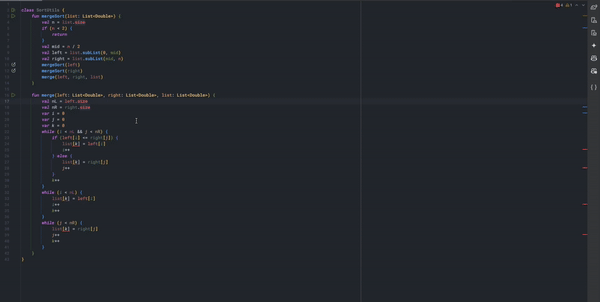 class SortUtils {
fun mergeSort(list: List<Double>) {
val n = list.size
if (n < 2) {
return
}
val mid = n / 2
val left = list.subList(0, mid)
val right = list.subList(mid, n)
mergeSort(left)
mergeSort(right)
merge(left, right, list)
}
fun merge(left: List<Double>, right: List<Double>, list: List<Double>) {
val nL = left.size
val nR = right.size
var i = 0
var j = 0
var k = 0
while (i < nL && j < nR) {
if (left[i] <= right[j]) {
list[k] = left[i]
i++
} else {
list[k] = right[j]
j++
}
}
while (i < nL) {
list[k] = left[i]
}
while (j < nR) {
list[k] = right[j]
j++
}
}
}